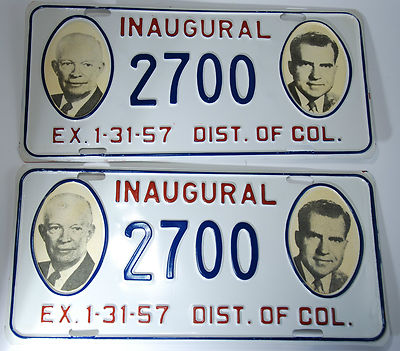 INAUGURAL
2700
EX. 1-31-57 DIST. OF COL.
INAUGURAL
2700
EX. 1-31-57 DIST. OF COL.